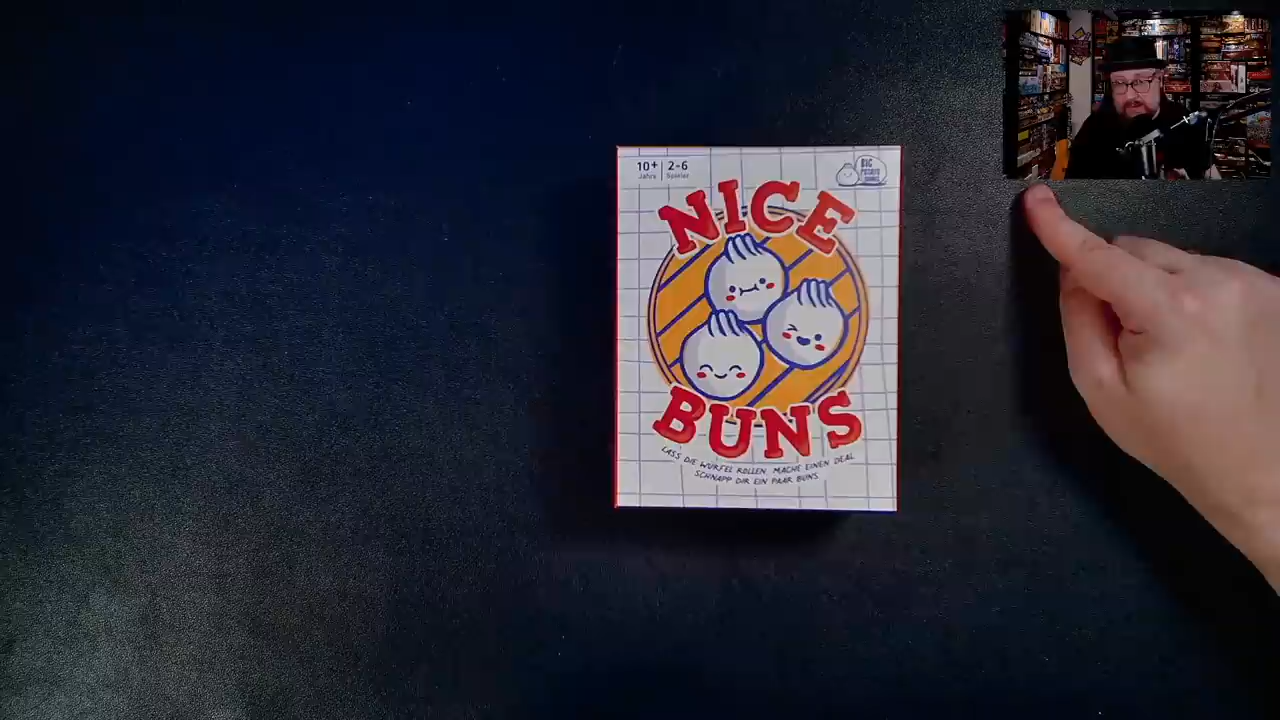 10+ 2-6
Jahre Spieler
BIG
POTATO
GAMES
NICE
BUNS
LASS DIE WÜRFEL ROLLEN. MACHE EINEN DEAL
SCHNAPP DIR EIN PAAR BUNS